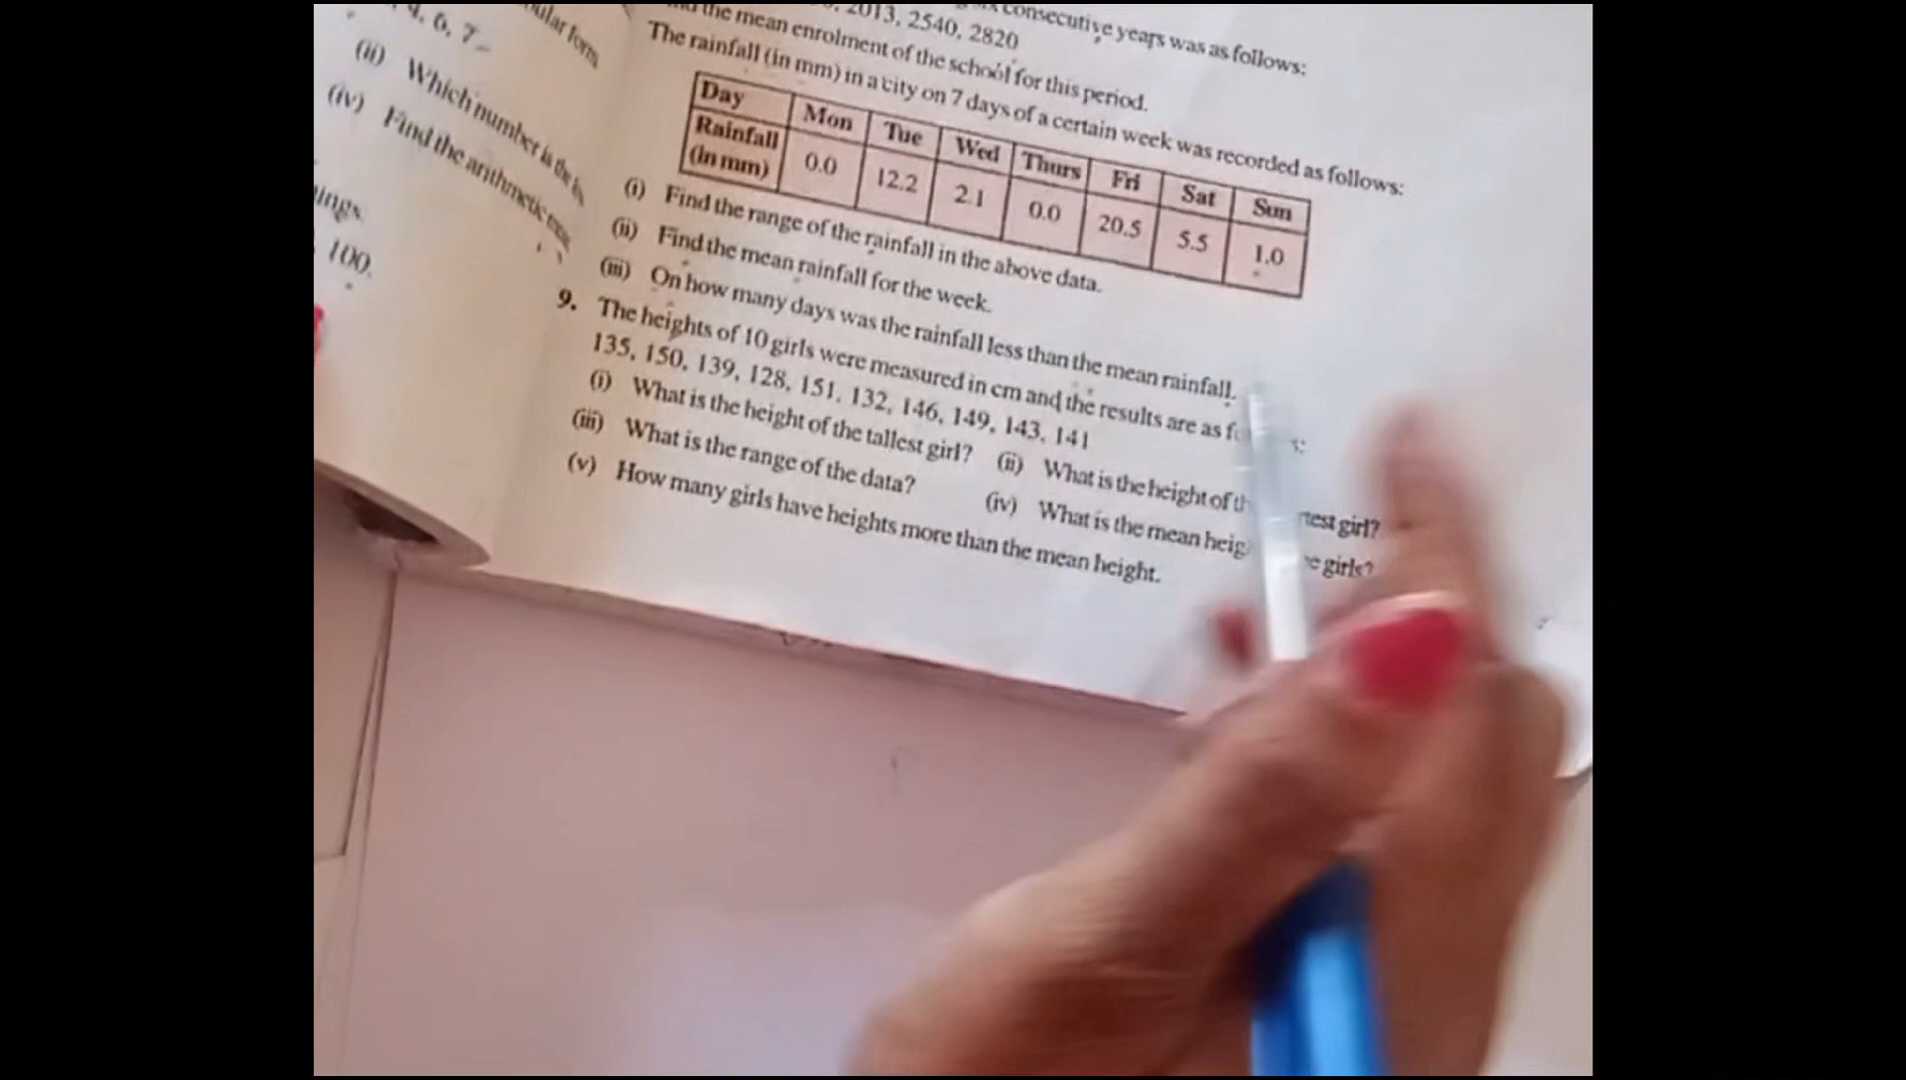 4, 6, 7
(ii) Which number is the
(iv) Find the arithmetic
100.
consecutive years was as follows:
2013, 2540, 2820
the mean enrolment of the school for this period.
The rainfall (in mm) in a city on 7 days of a certain week was recorded as follows:
Day Mon Tue Wed Thurs Fri Sat Sun
Rainfall (in mm) 0.0 12.2 2.1 0.0 20.5 5.5 1.0
(i) Find the range of the rainfall in the above data.
(ii) Find the mean rainfall for the week.
(iii) On how many days was the rainfall less than the mean rainfall.
9. The heights of 10 girls were measured in cm and the results are as
135, 150, 139, 128, 151, 132, 146, 149, 143, 141
(i) What is the height of the tallest girl? (ii) What is the height of girl?
(iii) What is the range of the data? (iv) What is the mean girls?
(v) How many girls have heights more than the mean height.